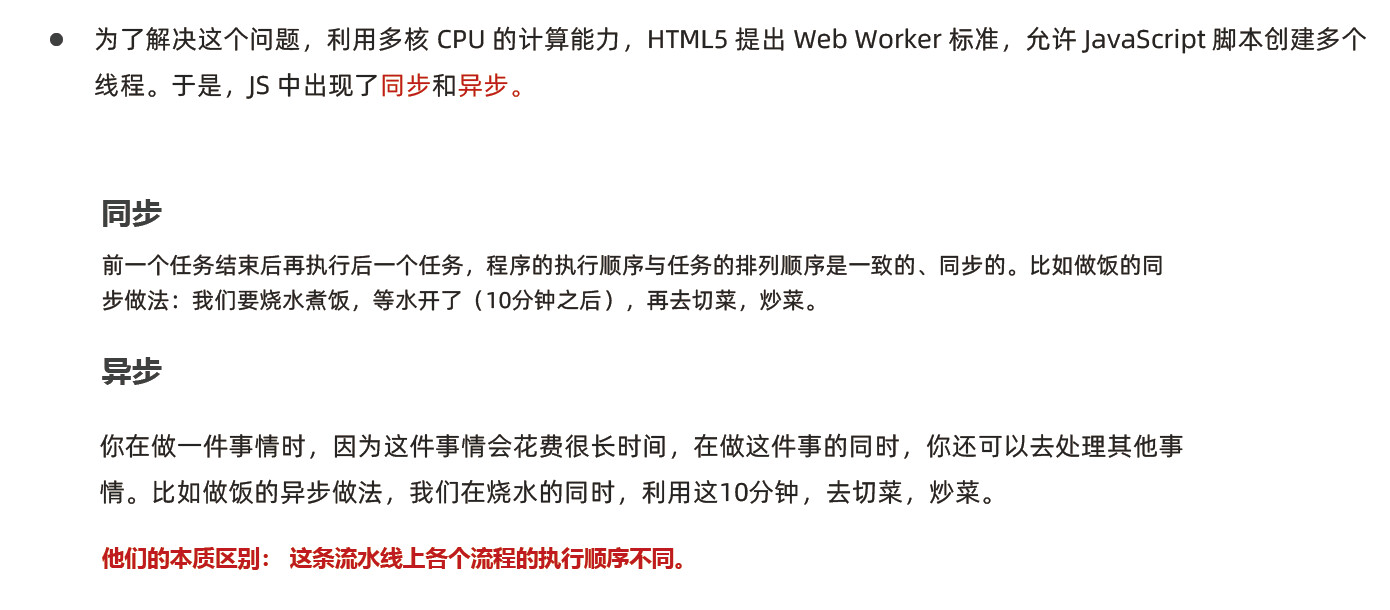 ● 为了解决这个问题，利用多核 CPU 的计算能力，HTML5 提出 Web Worker 标准，允许 JavaScript 脚本创建多个
线程。于是，JS 中出现了同步和异步。
同步
前一个任务结束后再执行后一个任务，程序的执行顺序与任务的排列顺序是一致的、同步的。比如做饭的同
步做法：我们要烧水煮饭，等水开了（10分钟之后），再去切菜，炒菜。
异步
你在做一件事情时，因为这件事情会花费很长时间，在做这件事的同时，你还可以去处理其他事
情。比如做饭的异步做法，我们在烧水的同时，利用这10分钟，去切菜，炒菜。
他们的本质区别： 这条流水线上各个流程的执行顺序不同。